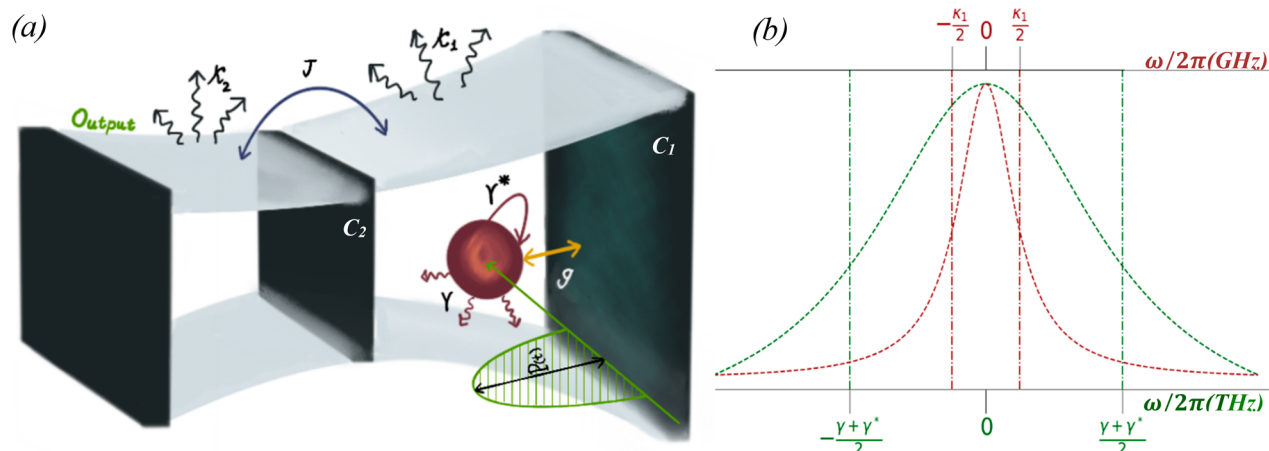 (a)
κ₂
J
κ₁
Output
C₁
γ*
C₂
g
γ
Ω(t)
(b)
-κ₁/2 0 κ₁/2
ω/2π(GHz)
ω/2π(THz)
-γ+γ*/2 0 γ+γ*/2